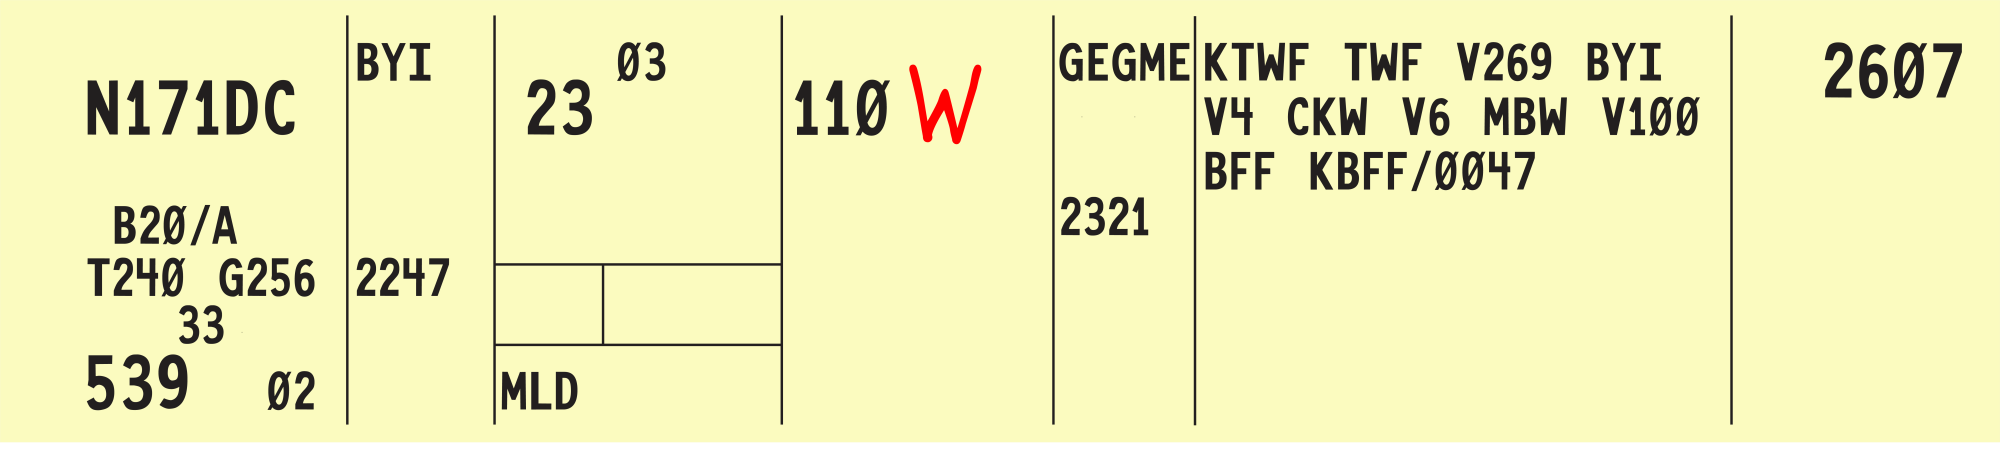 N171DC
B2Ø/A
T24Ø G256
33
539 Ø2
BYI
2247
Ø3
23
MLD
11Ø W
GEGME
2321
KTWF TWF V269 BYI
V4 CKW V6 MBW V1ØØ
BFF KBFF/ØØ47
26Ø7